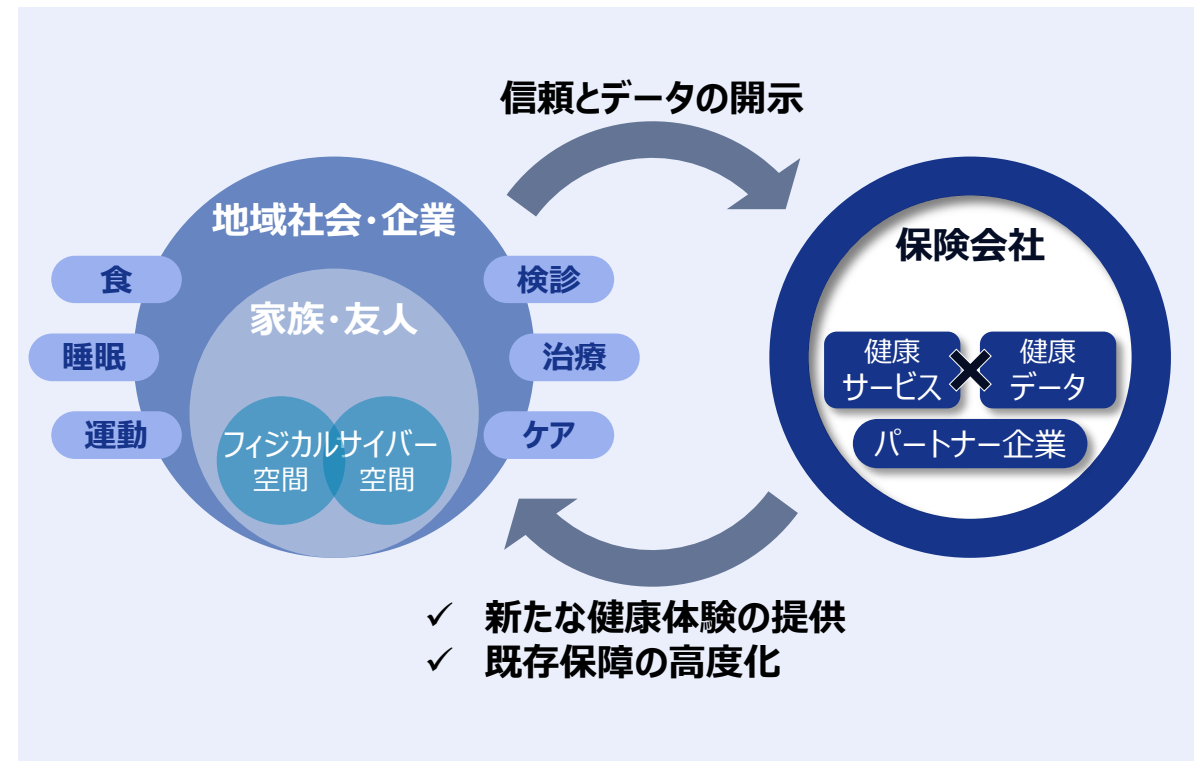 信頼とデータの開示
地域社会・企業
家族・友人
食
睡眠
運動
検診
治療
ケア
フィジカル
空間
サイバー
空間
保険会社
健康
サービス
健康
データ
パートナー企業
✓ 新たな健康体験の提供
✓ 既存保障の高度化